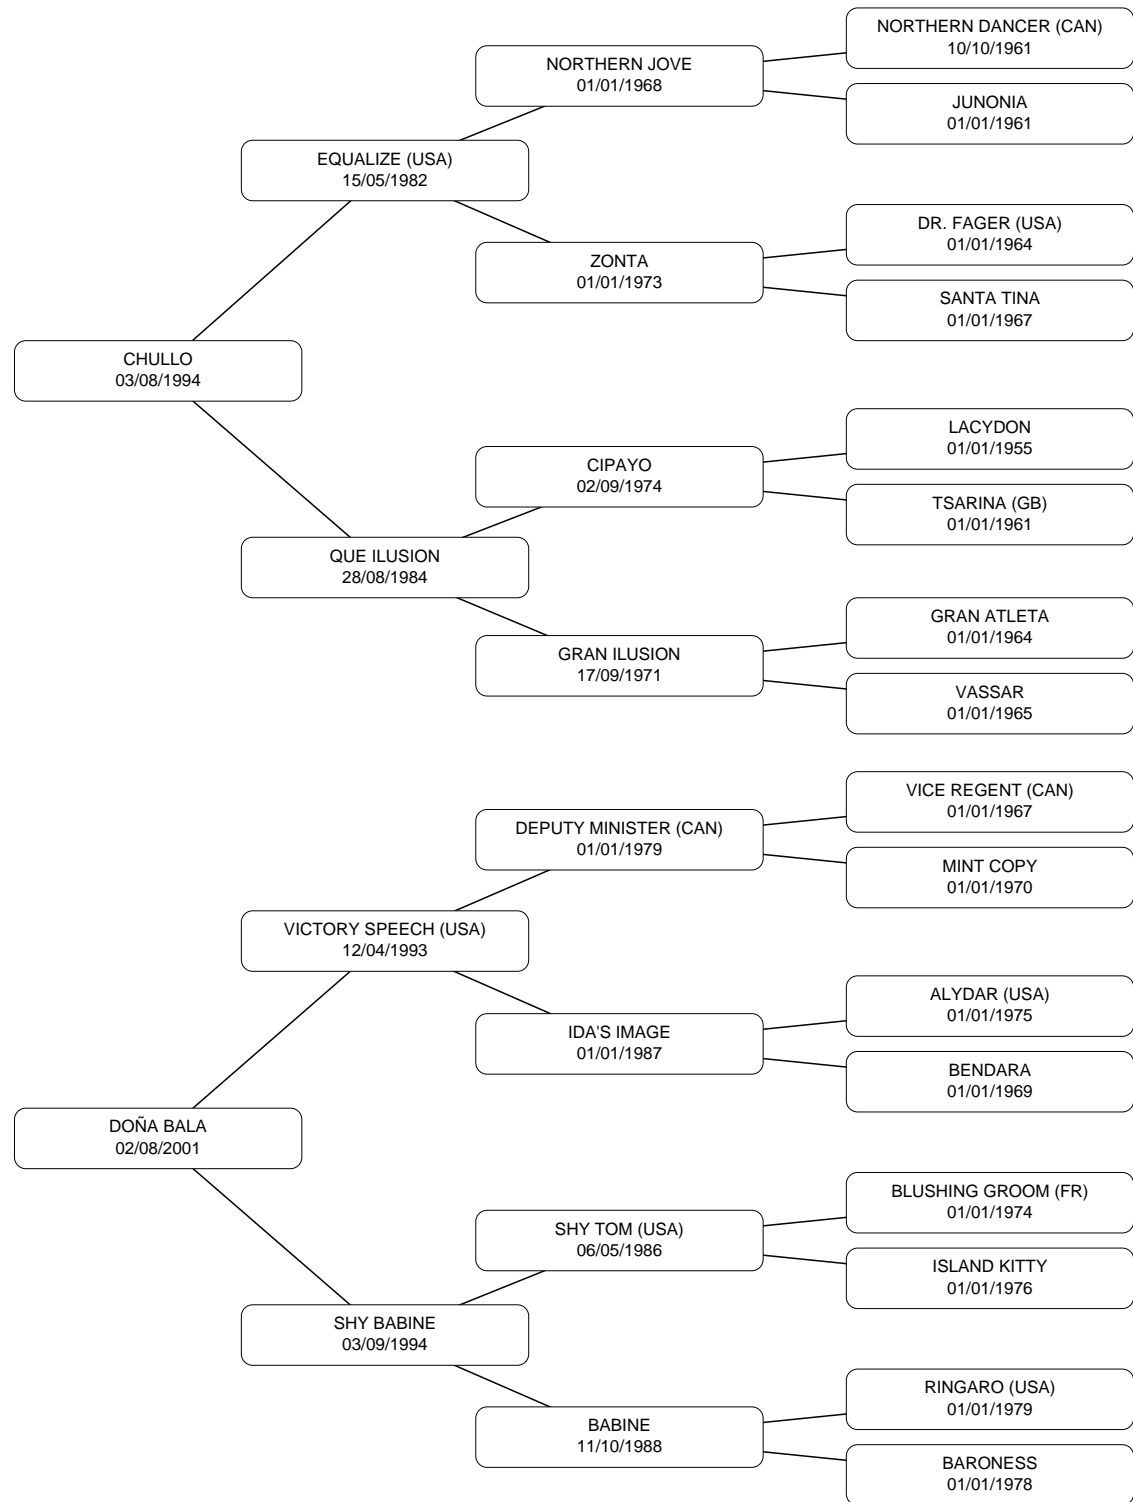 NORTHERN DANCER (CAN)
10/10/1961
NORTHERN JOVE
01/01/1968
JUNONIA
01/01/1961
EQUALIZE (USA)
15/05/1982
DR. FAGER (USA)
01/01/1964
ZONTA
01/01/1973
SANTA TINA
01/01/1967
CHULLO
03/08/1994
LACYDON
01/01/1955
CIPAYO
02/09/1974
TSARINA (GB)
01/01/1961
QUE ILUSION
28/08/1984
GRAN ATLETA
01/01/1964
GRAN ILUSION
17/09/1971
VASSAR
01/01/1965
VICE REGENT (CAN)
01/01/1967
DEPUTY MINISTER (CAN)
01/01/1979
MINT COPY
01/01/1970
VICTORY SPEECH (USA)
12/04/1993
ALYDAR (USA)
01/01/1975
IDA'S IMAGE
01/01/1987
BENDARA
01/01/1969
DOÑA BALA
02/08/2001
BLUSHING GROOM (FR)
01/01/1974
SHY TOM (USA)
06/05/1986
ISLAND KITTY
01/01/1976
SHY BABINE
03/09/1994
RINGARO (USA)
01/01/1979
BABINE
11/10/1988
BARONESS
01/01/1978